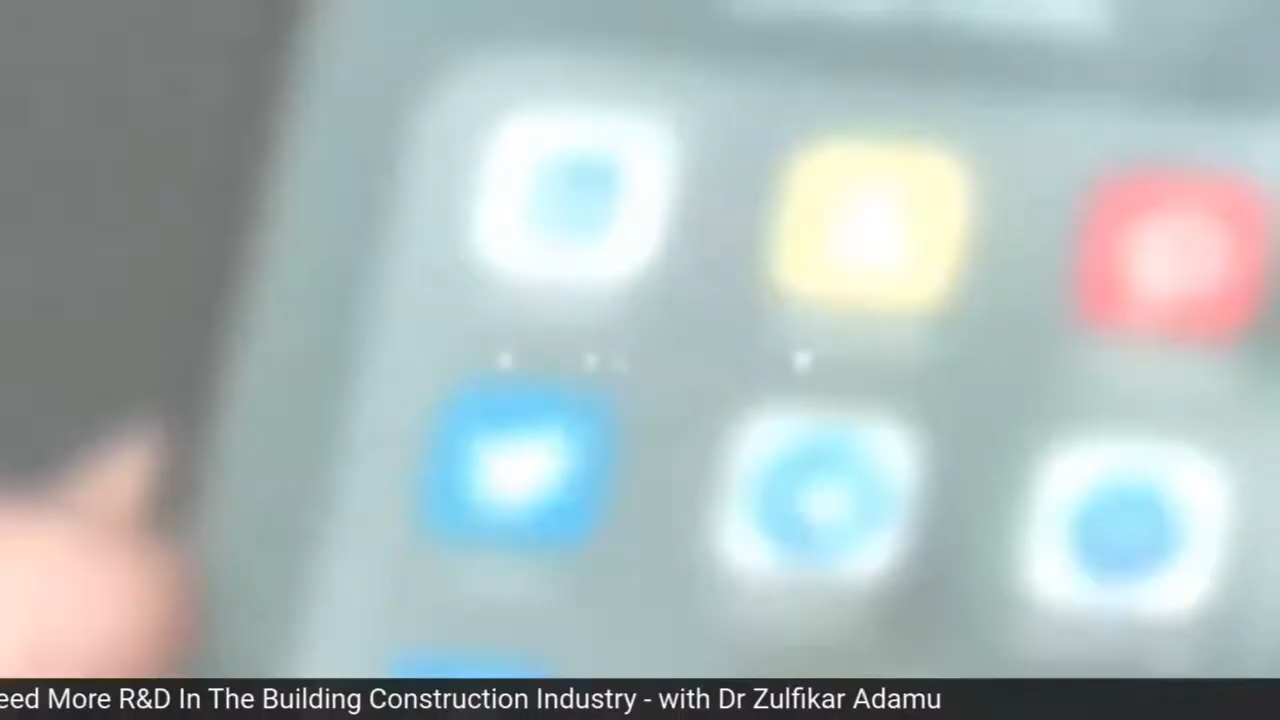 eed More R&D In The Building Construction Industry - with Dr Zulfikar Adamu